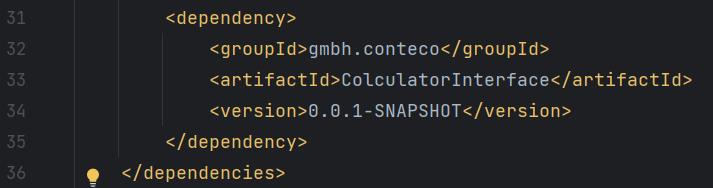 31 <dependency>
32 <groupId>gmbh.conteco</groupId>
33 <artifactId>ColculatorInterface</artifactId>
34 <version>0.0.1-SNAPSHOT</version>
35 </dependency>
36 </dependencies>